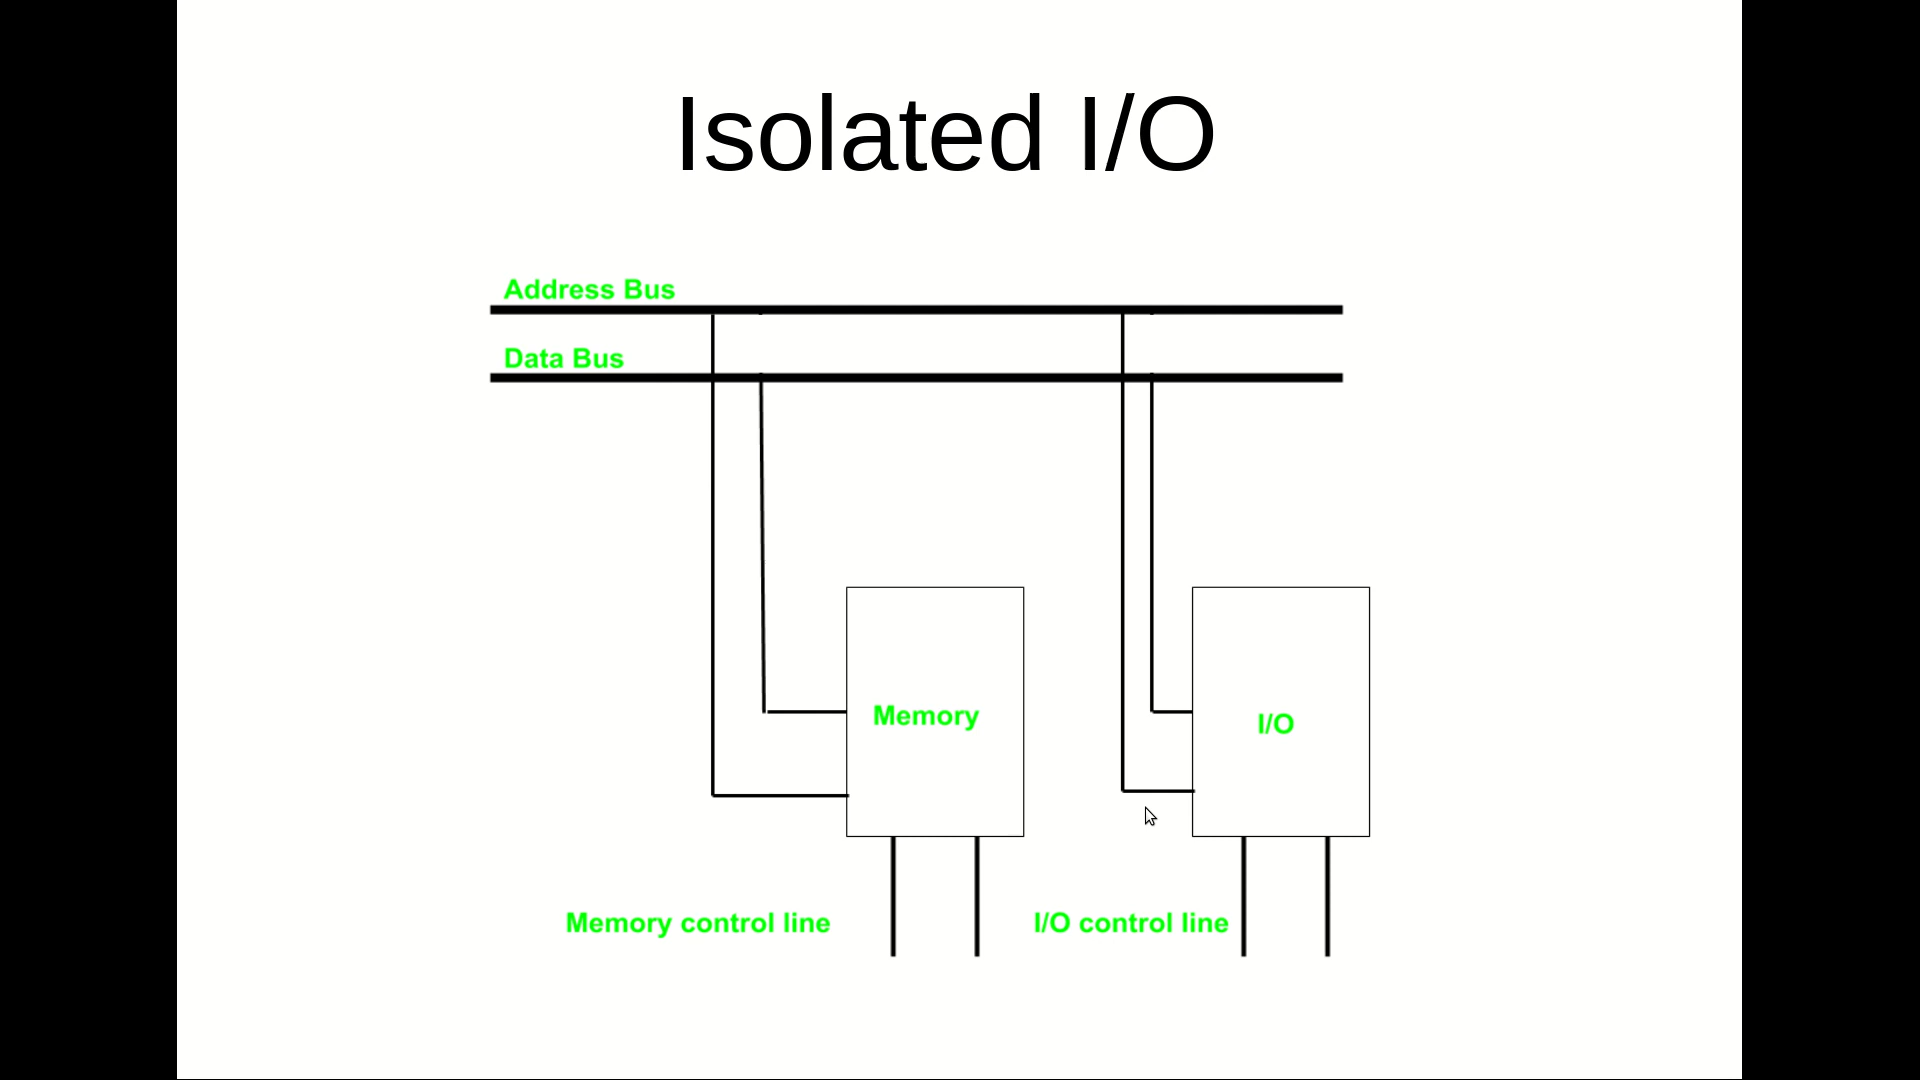 Isolated I/O
Address Bus
Data Bus
Memory
I/O
Memory control line
I/O control line